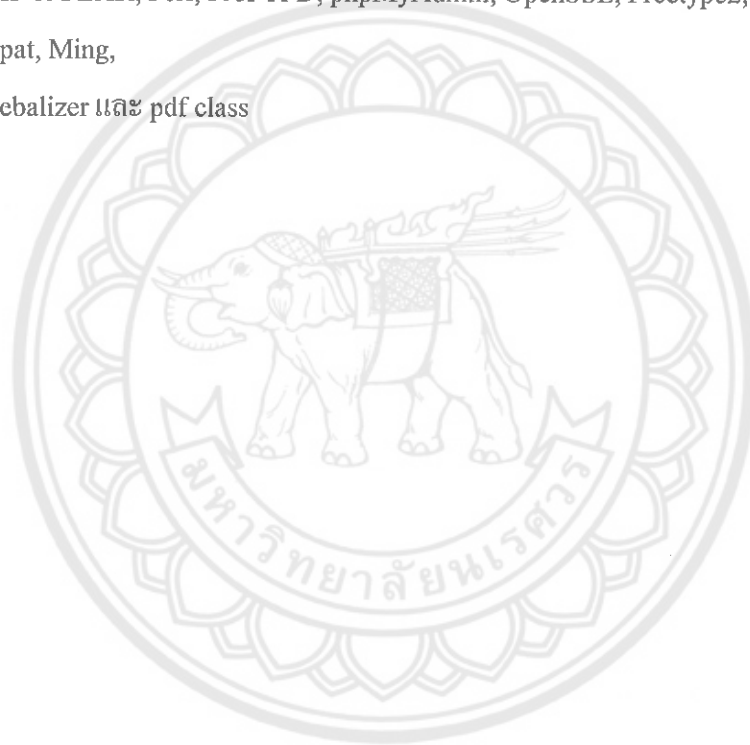 phpMyAdmin, OpenSSL, Freetype2,
pat, Ming,
ebalizer และ pdf class
มหาวิทยาลัยนเรศวร